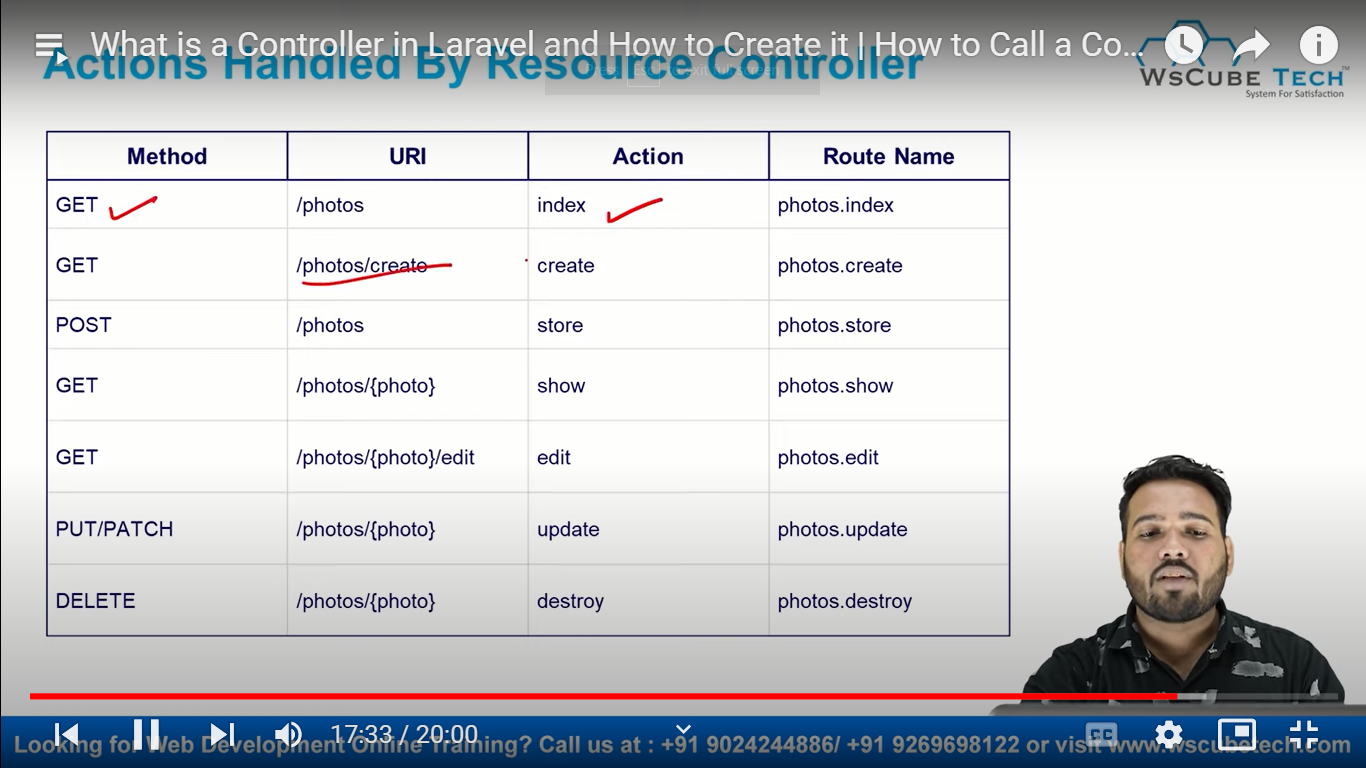 What is a Controller in Laravel and How to Create it | How to Call a Co...
Actions Handled By Resource Controller
WSCUBE TECH™
System For Satisfaction
Method URI Action Route Name
GET /photos index photos.index
GET /photos/create create photos.create
POST /photos store photos.store
GET /photos/{photo} show photos.show
GET /photos/{photo}/edit edit photos.edit
PUT/PATCH /photos/{photo} update photos.update
DELETE /photos/{photo} destroy photos.destroy
17:33 / 20:00
CC
Looking for Web Development Online Training? Call us at : +91 9024244886/ +91 9269698122 or visit www.wscubetech.com